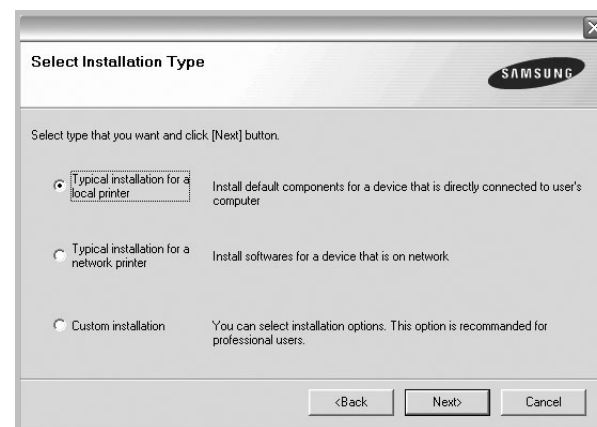 Select Installation Type
SAMSUNG
Select type that you want and click [Next] button.
Typical installation for a
local printer
Install default components for a device that is directly connected to user's
computer
Typical installation for a
network printer
Install softwares for a device that is on network
Custom installation
You can select installation options. This option is recommanded for
professional users.
<Back
Next>
Cancel